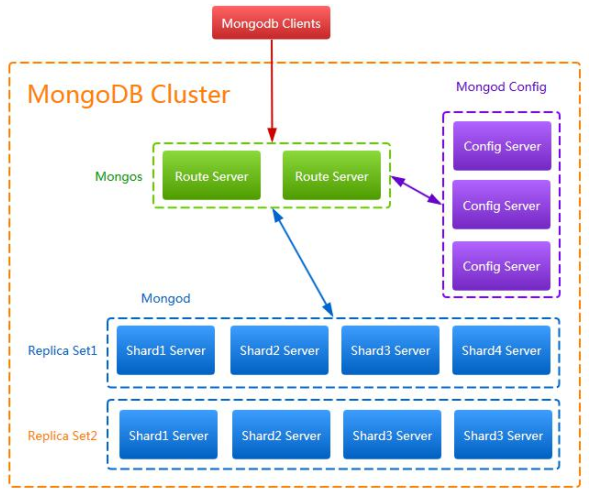 Mongodb Clients
MongoDB Cluster
Mongod Config
Config Server
Mongos
Route Server
Route Server
Config Server
Config Server
Mongod
Replica Set1
Shard1 Server
Shard2 Server
Shard3 Server
Shard4 Server
Replica Set2
Shard1 Server
Shard2 Server
Shard3 Server
Shard3 Server